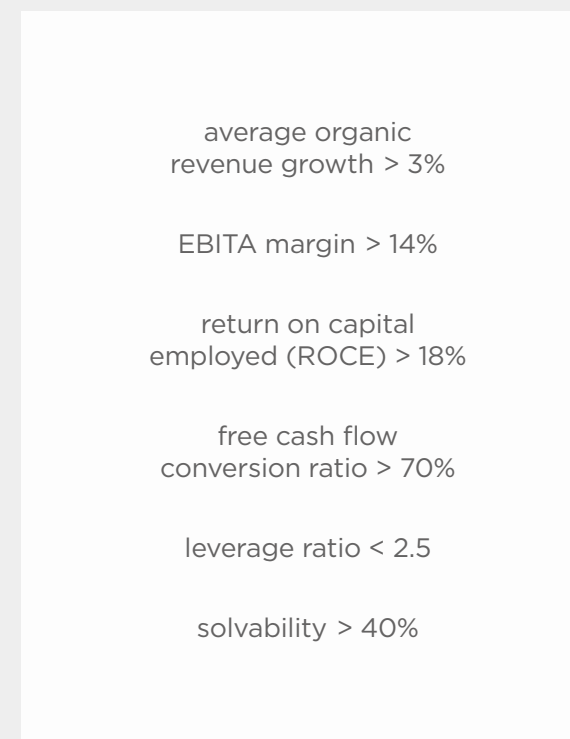 average organic
revenue growth > 3%
EBITA margin > 14%
return on capital
employed (ROCE) > 18%
free cash flow
conversion ratio > 70%
leverage ratio < 2.5
solvability > 40%